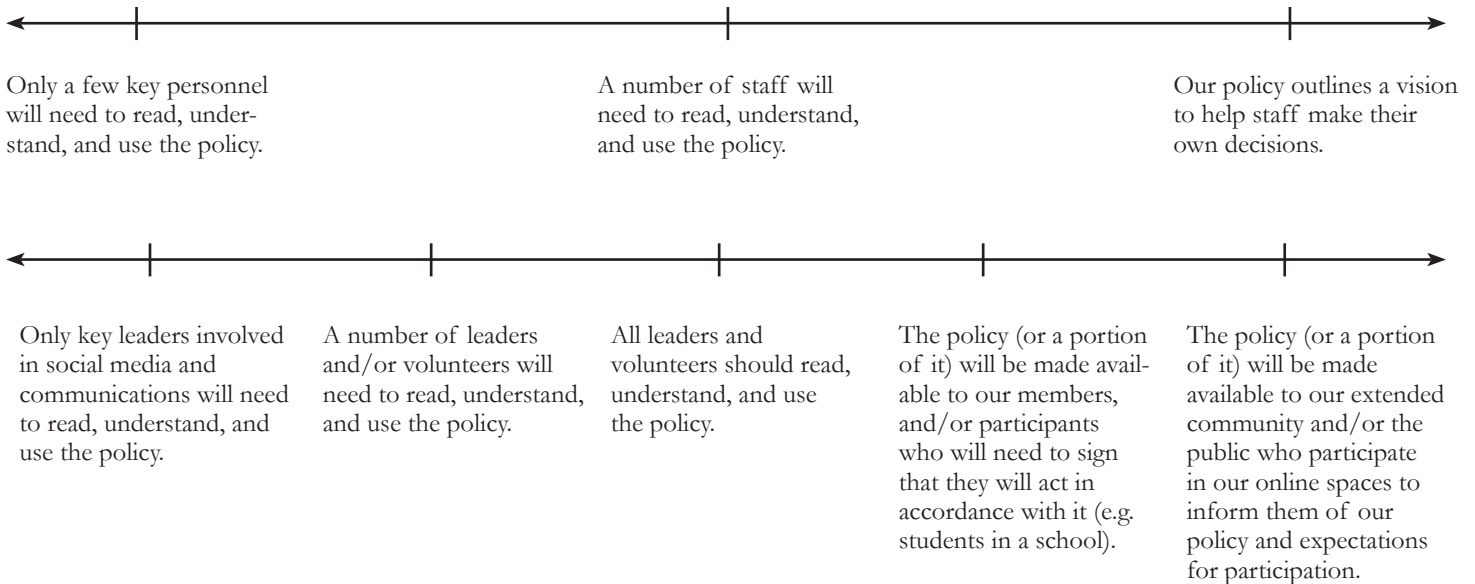 Only a few key personnel
will need to read, under-
stand, and use the policy.
A number of staff will
need to read, understand,
and use the policy.
Our policy outlines a vision
to help staff make their
own decisions.
Only key leaders involved
in social media and
communications will need
to read, understand, and
use the policy.
A number of leaders
and/or volunteers will
need to read, understand,
and use the policy.
All leaders and
volunteers should read,
understand, and use
the policy.
The policy (or a portion
of it) will be made avail-
able to our members,
and/or participants
who will need to sign
that they will act in
accordance with it (e.g.
students in a school).
The policy (or a portion
of it) will be made
available to our extended
community and/or the
public who participate
in our online spaces to
inform them of our
policy and expectations
for participation.